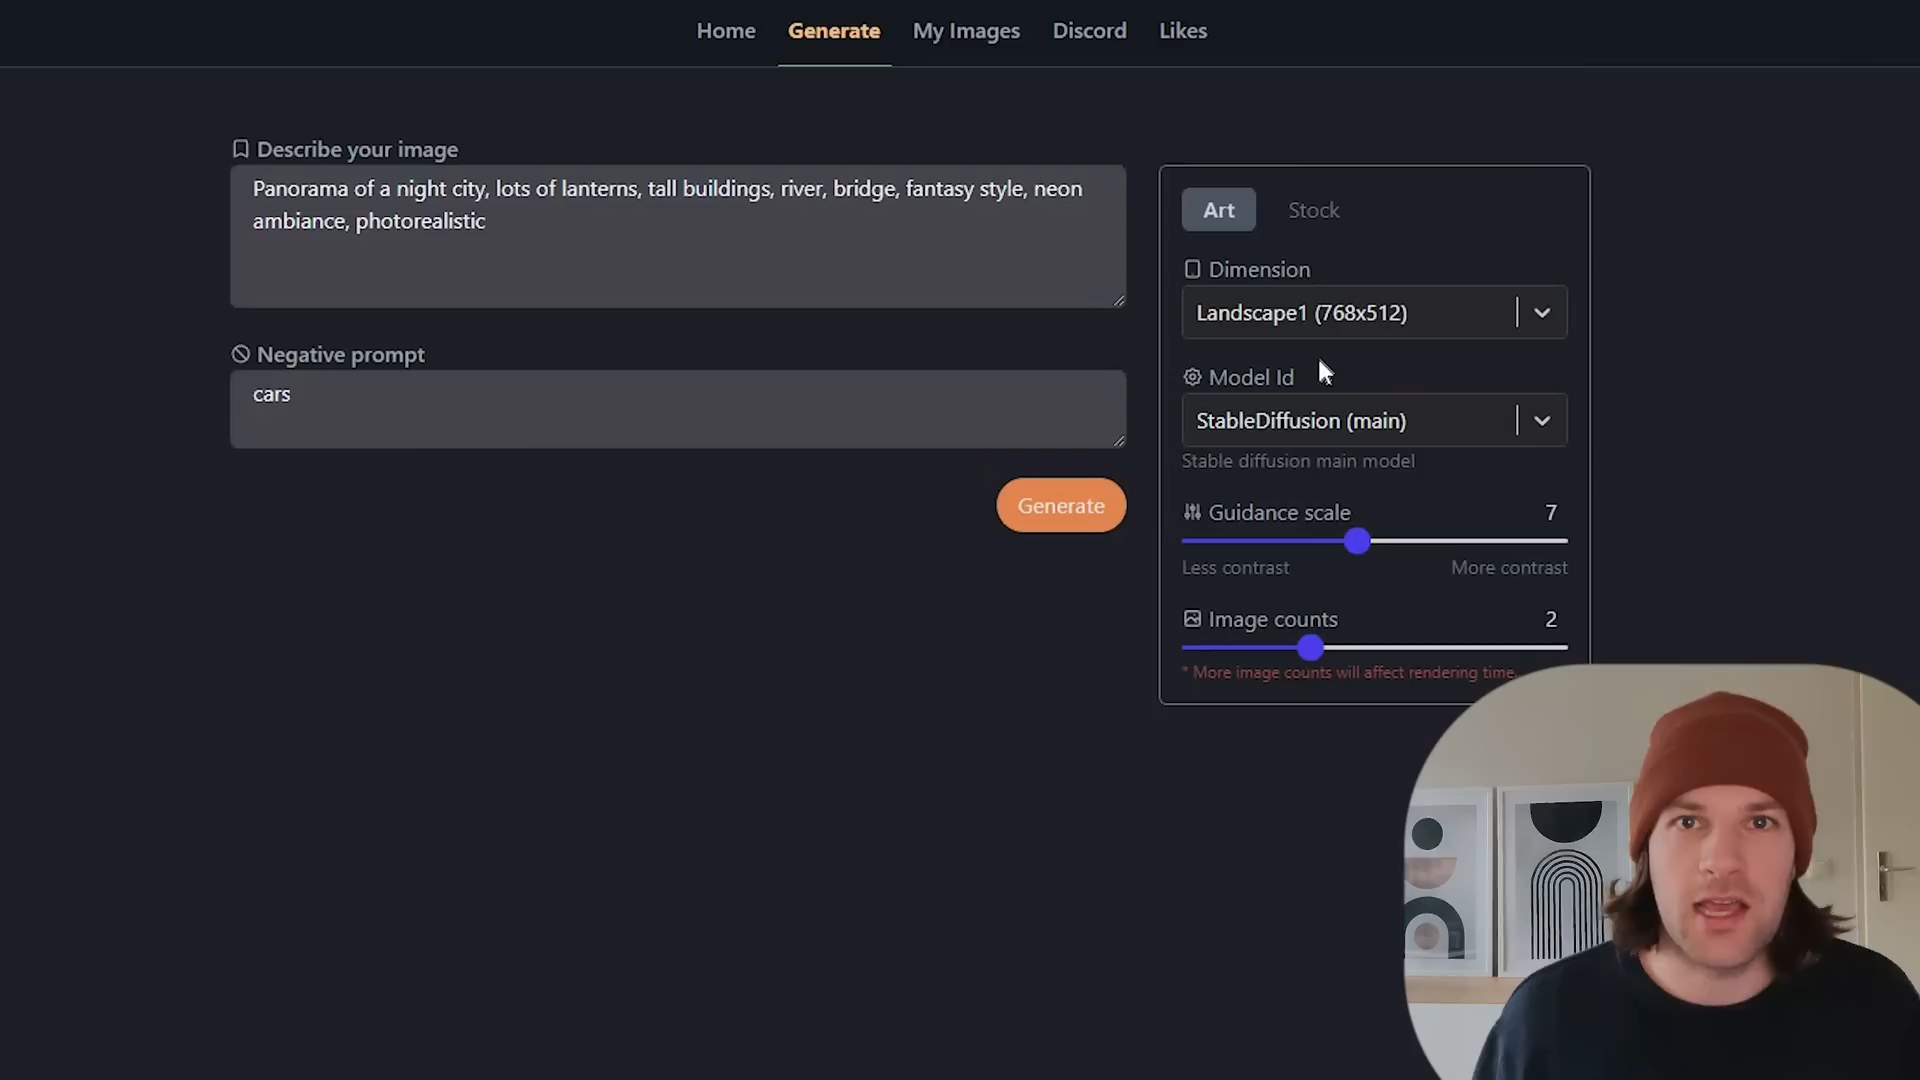 Home Generate My Images Discord Likes
Describe your image
Panorama of a night city, lots of lanterns, tall buildings, river, bridge, fantasy style, neon
ambiance, photorealistic
Negative prompt
cars
Generate
Art Stock
Dimension
Landscape1 (768x512)
Model Id
StableDiffusion (main)
Stable diffusion main model
Guidance scale 7
Less contrast More contrast
Image counts 2
* More image counts will affect rendering time.